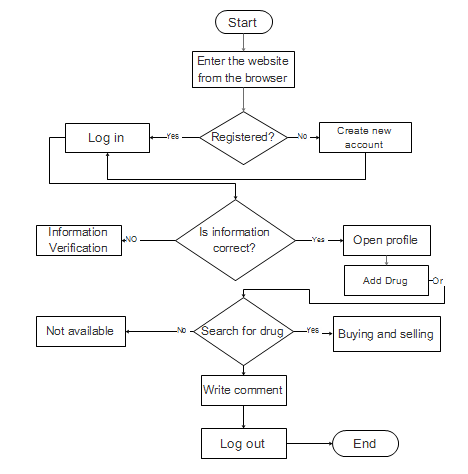 Start
Enter the website
from the browser
Log in
Yes
Registered?
No
Create new
account
Information
Verification
NO
Is information
correct?
Yes
Open profile
Add Drug
Or
Not available
No
Search for drug
Yes
Buying and selling
Write comment
Log out
End